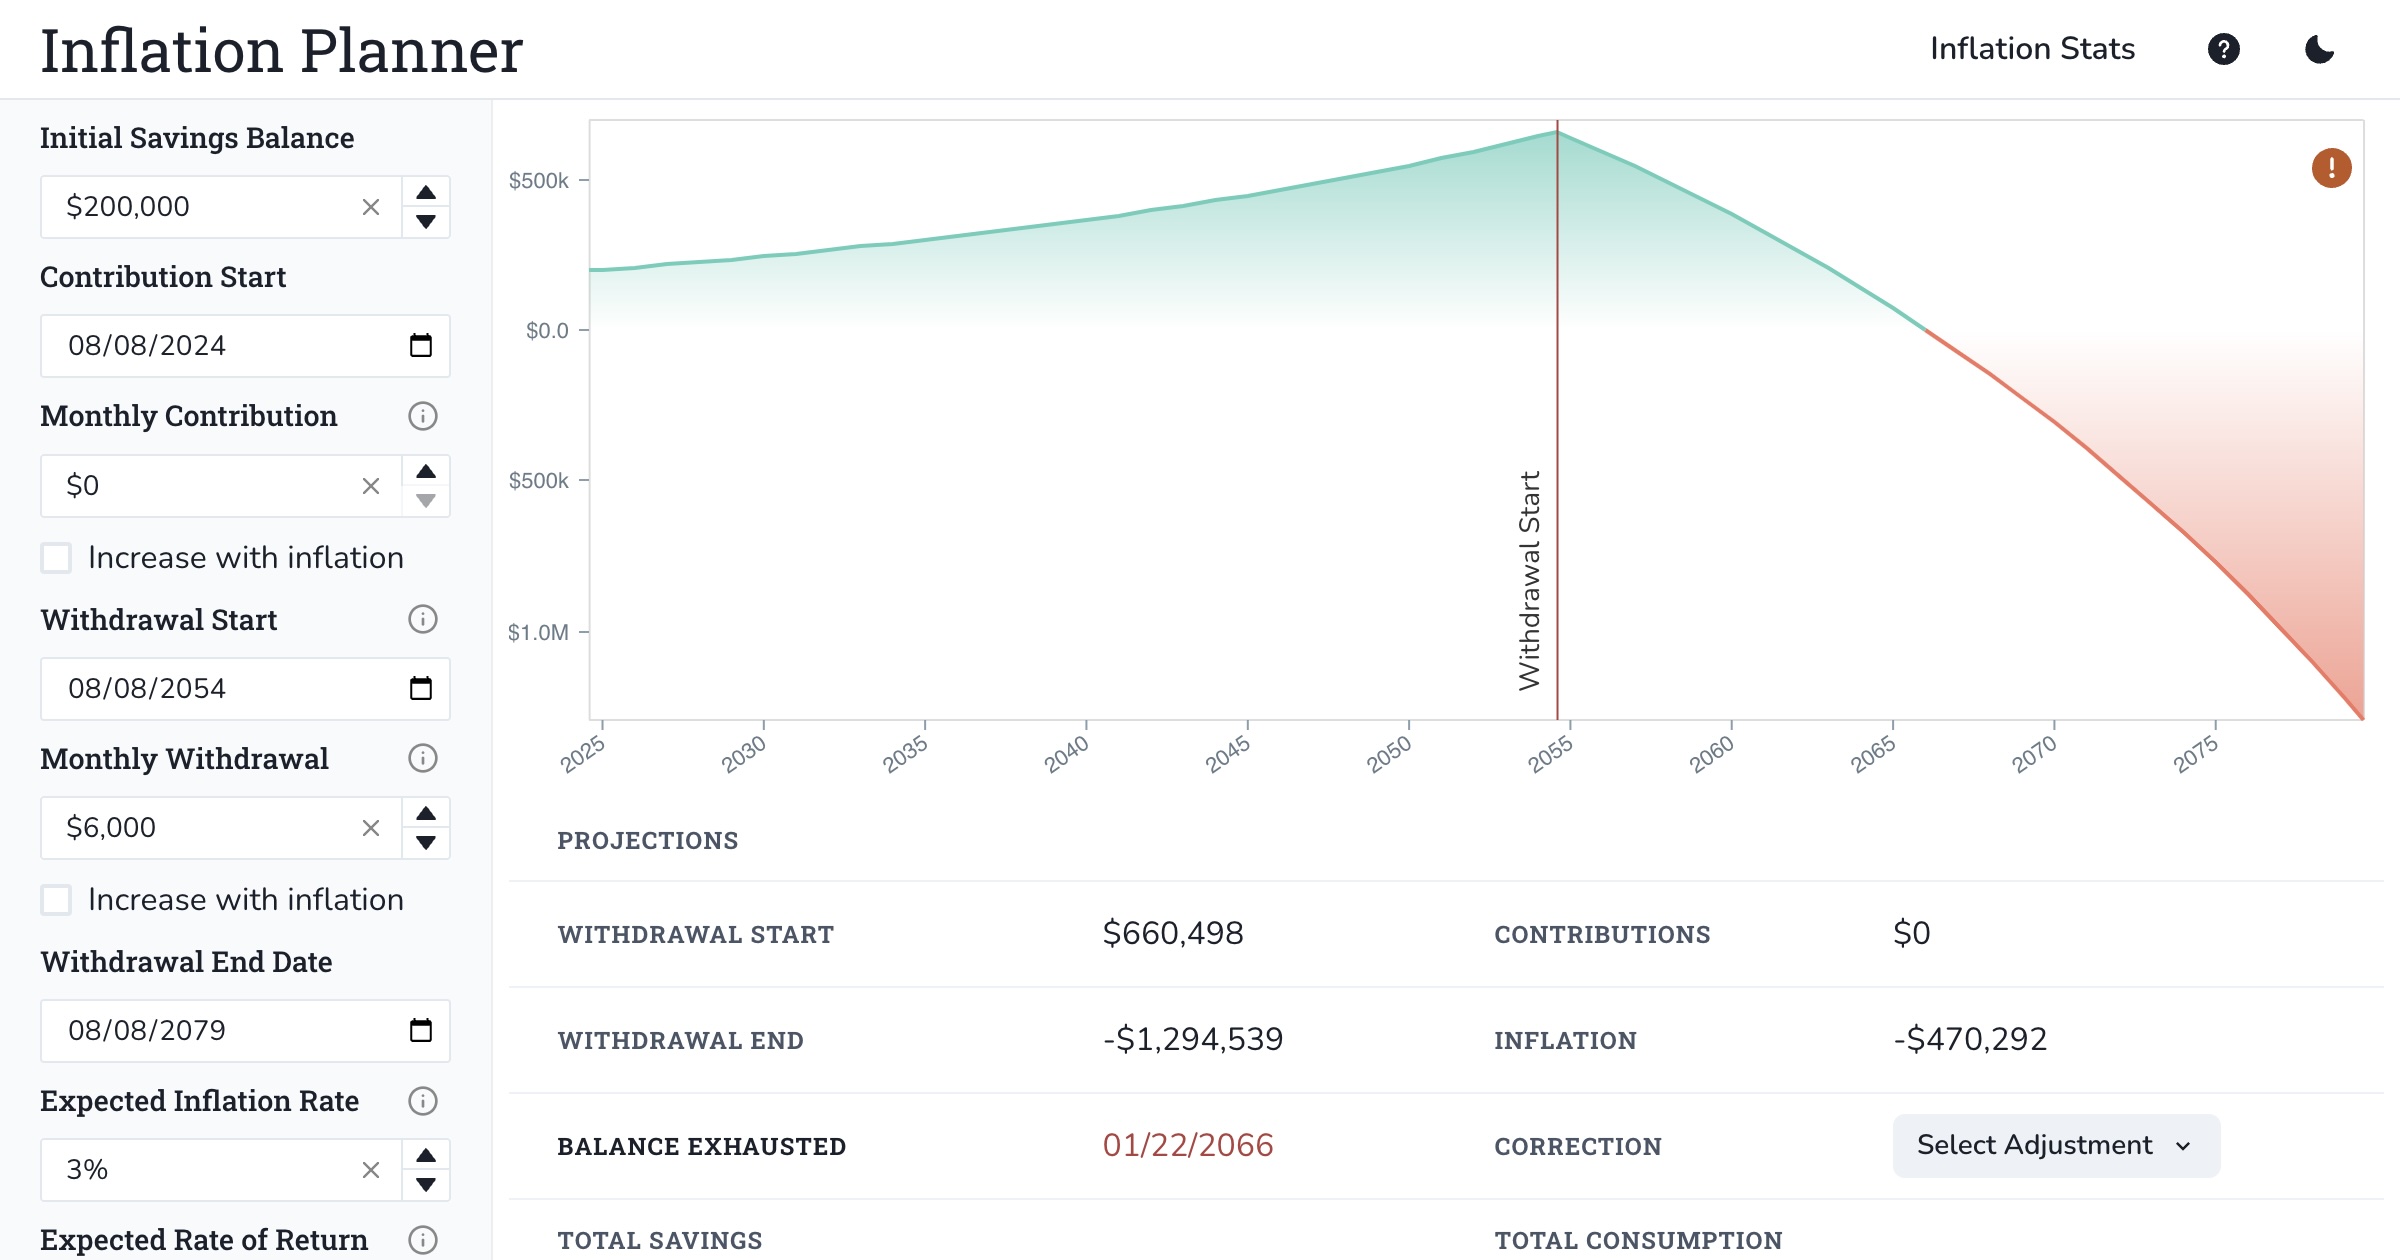 Inflation Planner
Inflation Stats
Initial Savings Balance
$200,000
Contribution Start
08/08/2024
Monthly Contribution
$0
Increase with inflation
Withdrawal Start
08/08/2054
Monthly Withdrawal
$6,000
Increase with inflation
Withdrawal End Date
08/08/2079
Expected Inflation Rate
3%
Expected Rate of Return
$500k
$0.0
$500k
$1.0M
Withdrawal Start
2025 2030 2035 2040 2045 2050 2055 2060 2065 2070 2075
PROJECTIONS
WITHDRAWAL START $660,498 CONTRIBUTIONS $0
WITHDRAWAL END -$1,294,539 INFLATION -$470,292
BALANCE EXHAUSTED 01/22/2066 CORRECTION Select Adjustment
TOTAL SAVINGS TOTAL CONSUMPTION